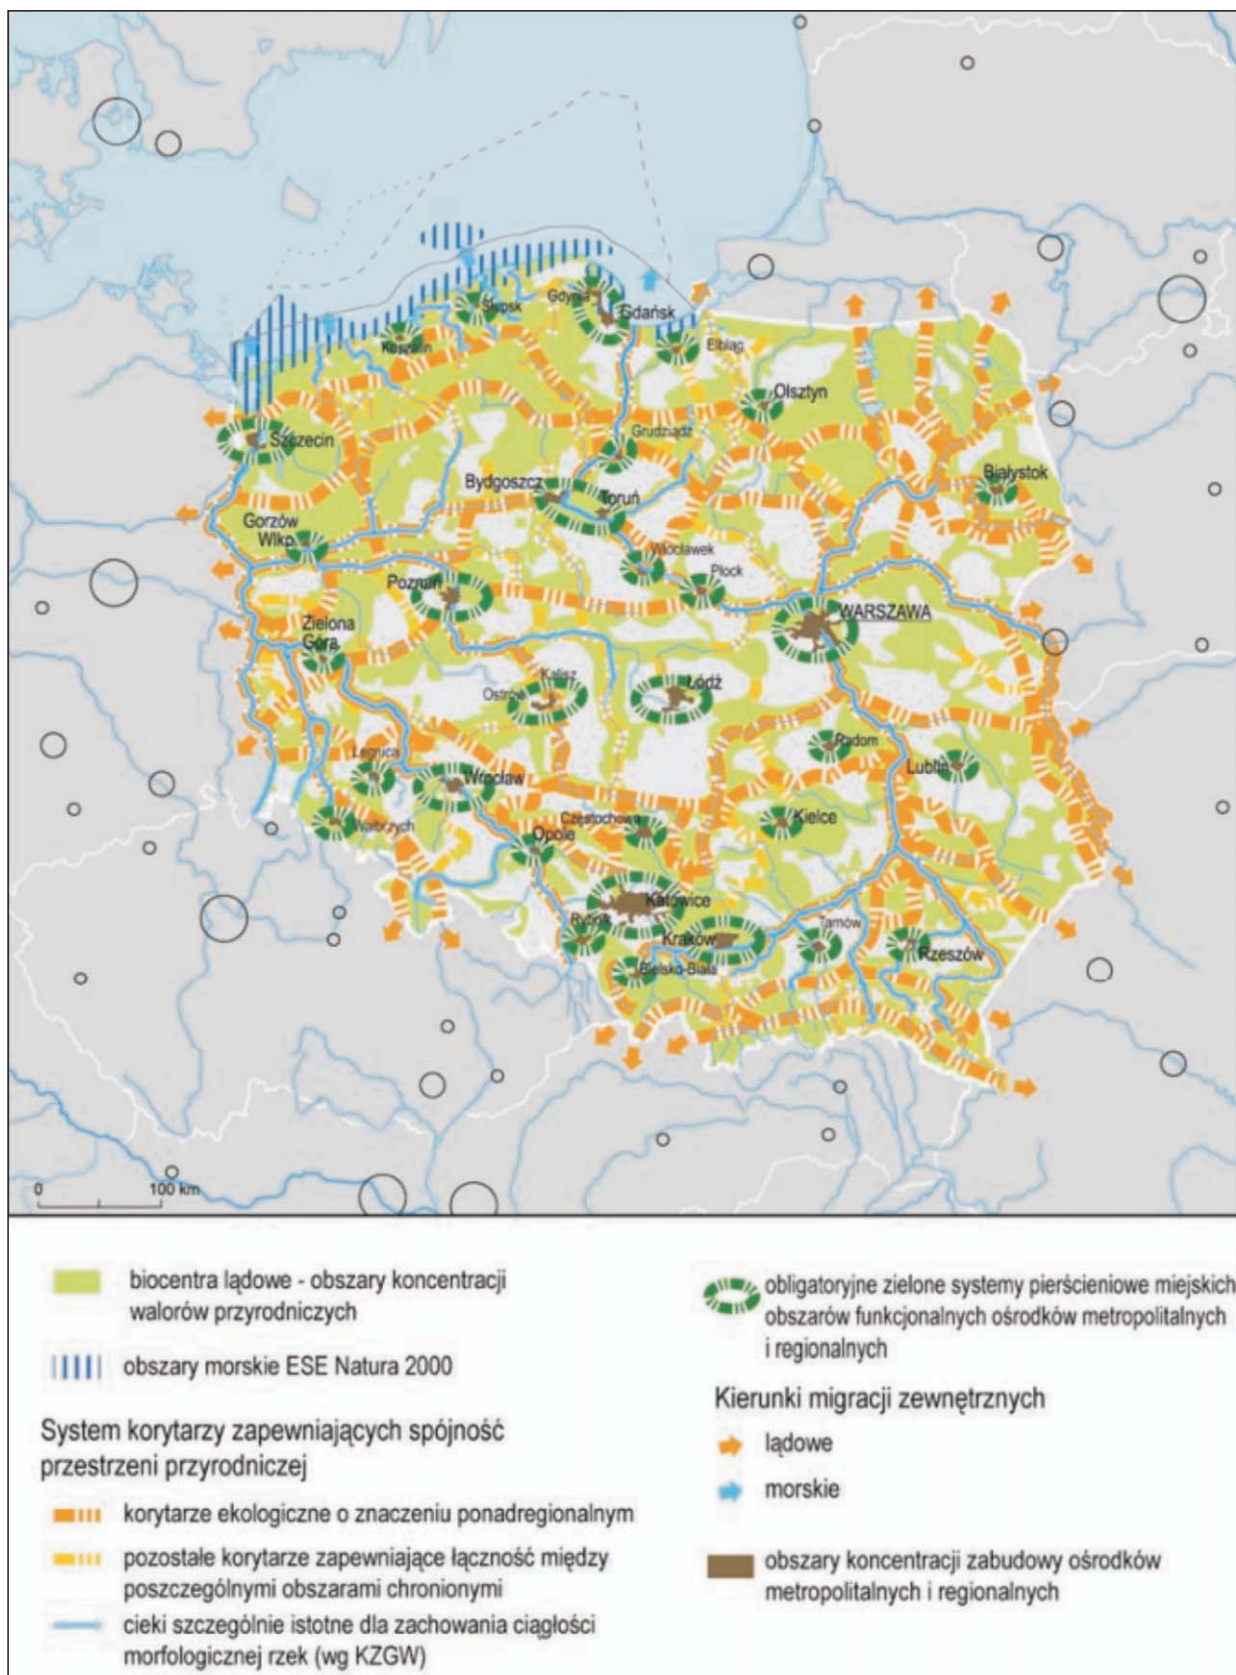 Słupsk
Gdynia
Gdańsk
Koszalin
Elbląg
Olsztyn
Szczecin
Grudziądz
Białystok
Bydgoszcz
Toruń
Gorzów
Wlkp.
Włocławek
Płock
Poznań
WARSZAWA
Zielona
Góra
Kalisz
Ostrów
Łódź
Radom
Legnica
Lublin
Wrocław
Wałbrzych
Częstochowa
Kielce
Opole
Katowice
Rybnik
Kraków
Tarnów
Rzeszów
Bielsko-Biała
0 100 km
biocentra lądowe - obszary koncentracji
walorów przyrodniczych
obszary morskie ESE Natura 2000
System korytarzy zapewniających spójność
przestrzeni przyrodniczej
korytarze ekologiczne o znaczeniu ponadregionalnym
pozostałe korytarze zapewniające łączność między
poszczególnymi obszarami chronionymi
cieki szczególnie istotne dla zachowania ciągłości
morfologicznej rzek (wg KZGW)
obligatoryjne zielone systemy pierścieniowe miejskich
obszarów funkcjonalnych ośrodków metropolitalnych
i regionalnych
Kierunki migracji zewnętrznych
lądowe
morskie
obszary koncentracji zabudowy ośrodków
metropolitalnych i regionalnych